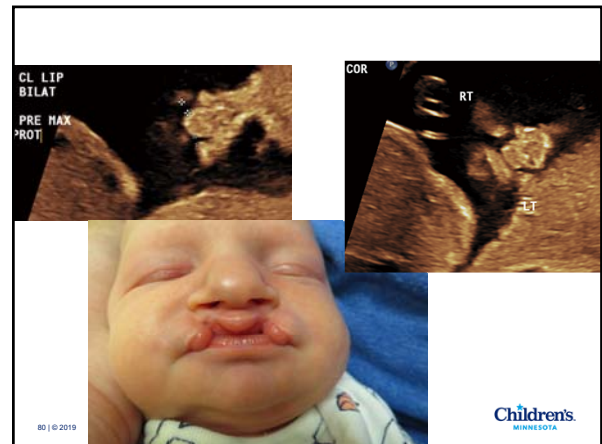 CL LIP
BILAT
PRE MAX
PROT
COR
RT
LT
80 | © 2019
Children's.
MINNESOTA